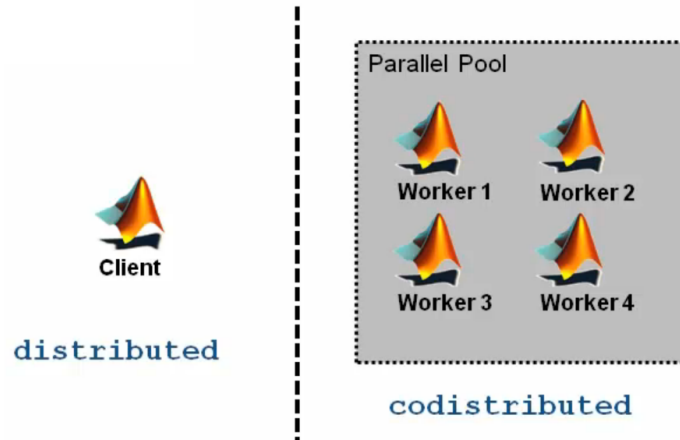 Parallel Pool
Worker 1
Worker 2
Client
Worker 3
Worker 4
distributed
codistributed